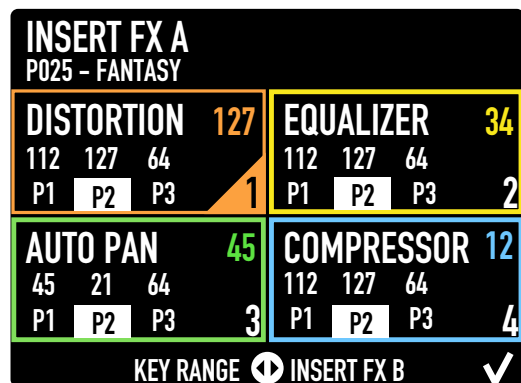 INSERT FX A
P025 – FANTASY
DISTORTION 127
112 127 64
P1 P2 P3 1
EQUALIZER 34
112 127 64
P1 P2 P3 2
AUTO PAN 45
45 21 64
P1 P2 P3 3
COMPRESSOR 12
112 127 64
P1 P2 P3 4
KEY RANGE INSERT FX B